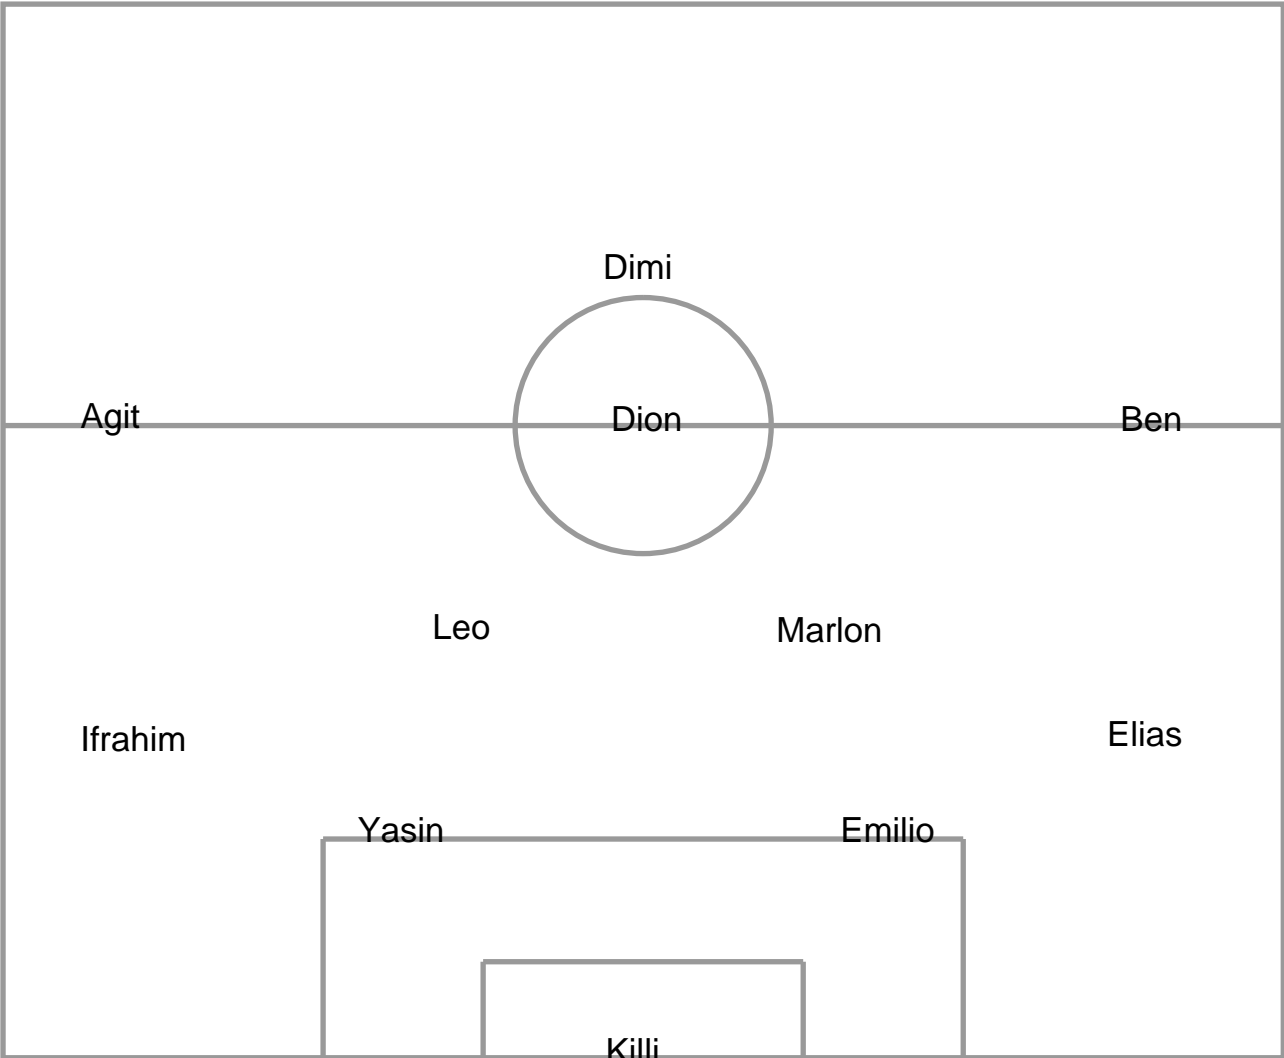 Dimi
Agit
Dion
Ben
Leo
Marlon
Ifrahim
Elias
Yasin
Emilio
Killi